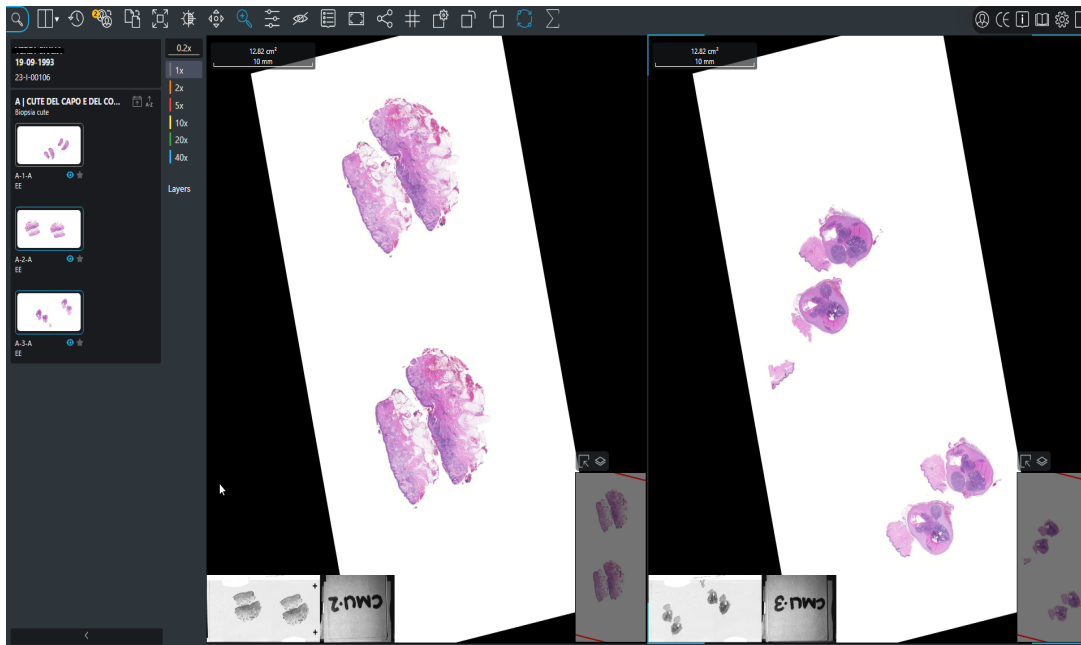 2
CE
19-09-1993
23-I-00106
A | CUTE DEL CAPO E DEL CO...
A-Z
Biopsia cute
A-1-A
EE
A-2-A
EE
A-3-A
EE
0.2x
1x
2x
5x
10x
20x
40x
Layers
12.82 cm²
10 mm
CMU-2
12.82 cm²
10 mm
CMU-3